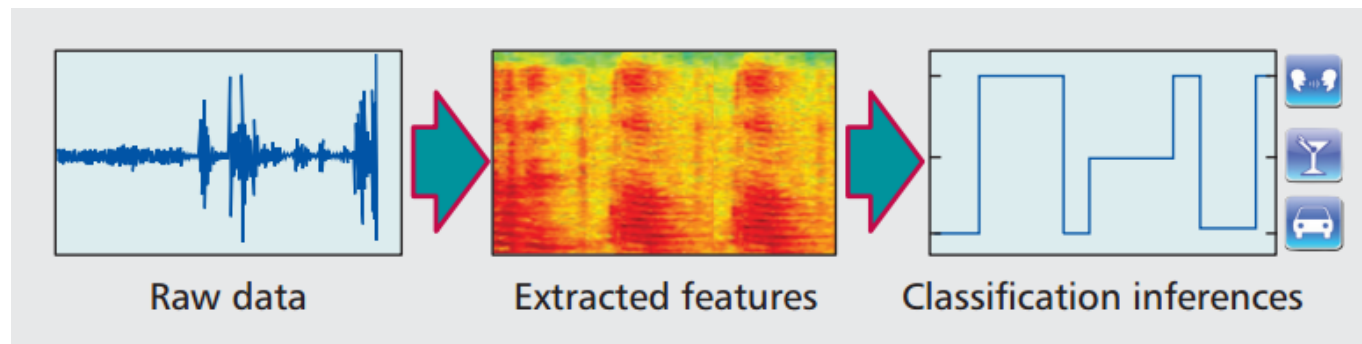 Raw data
Extracted features
Classification inferences